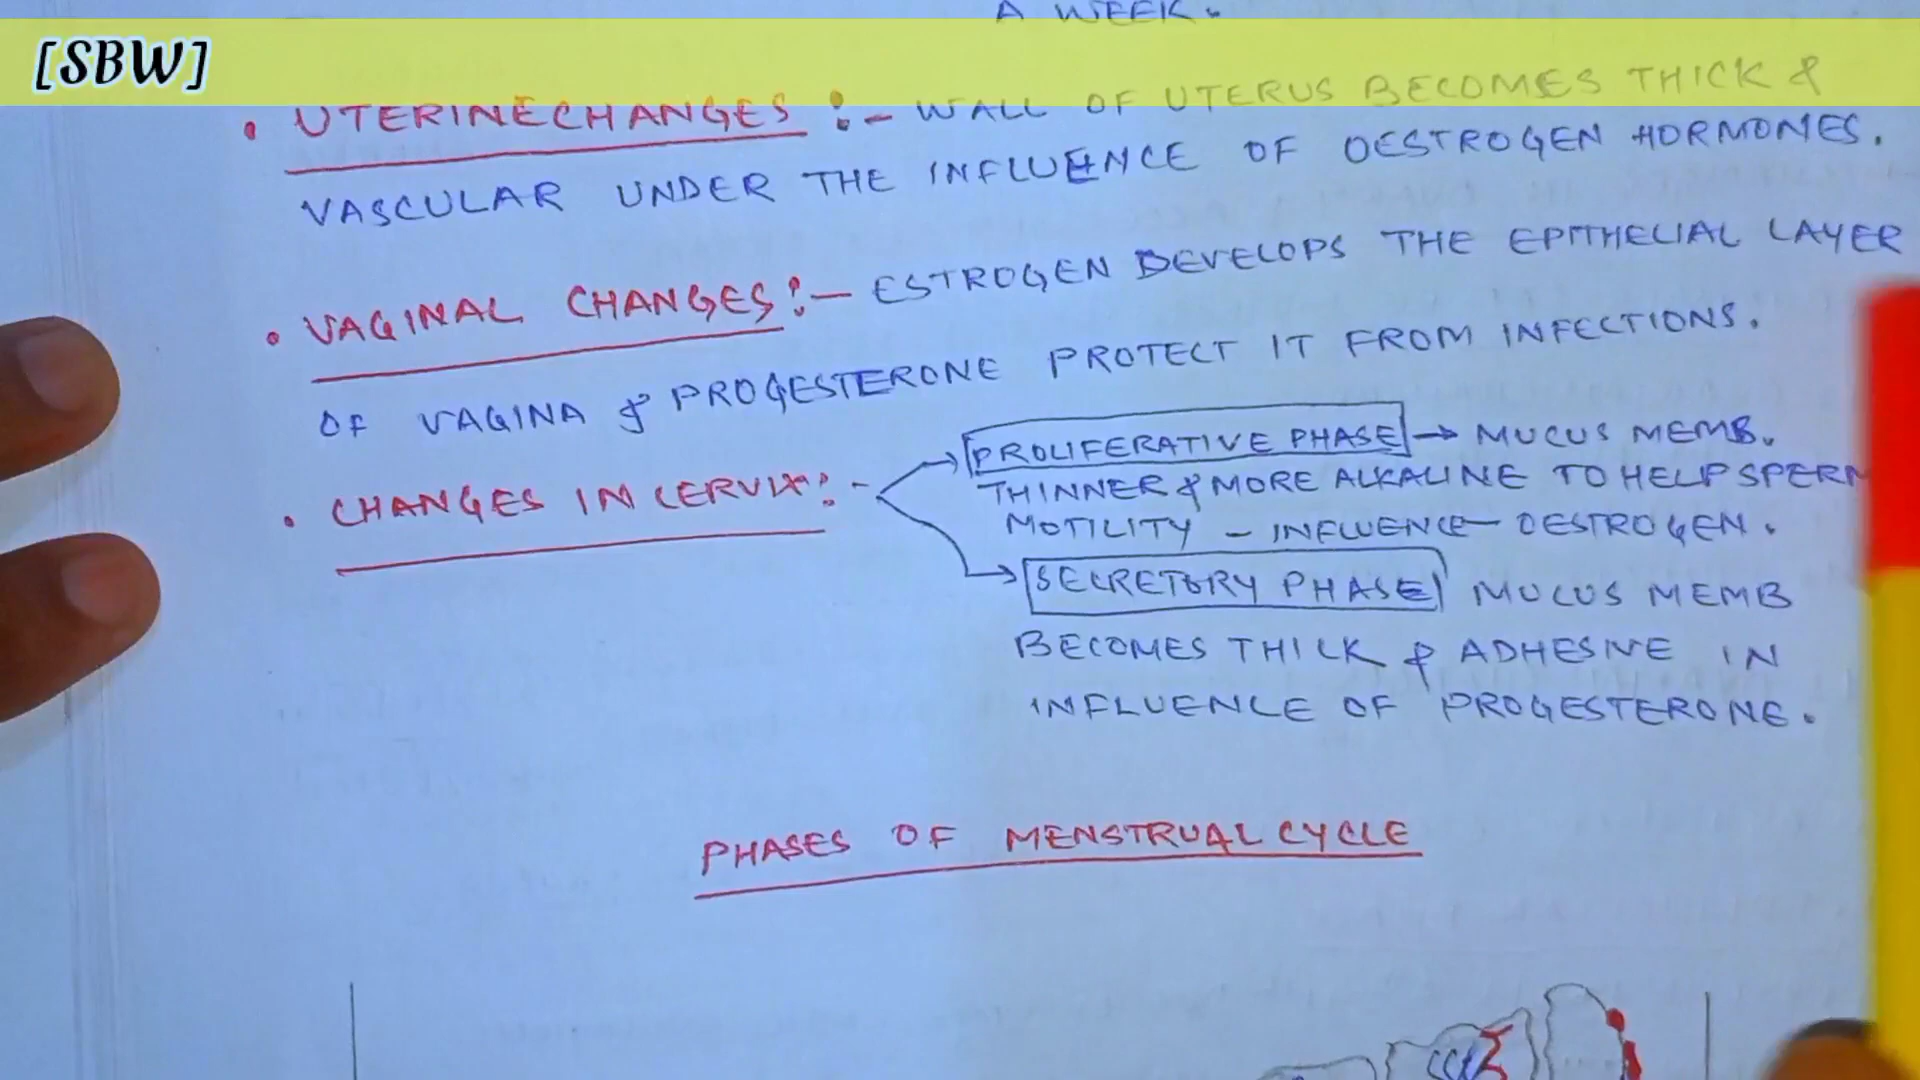 A WEEK.
[SBW]
• UTERINE CHANGES :- WALL OF UTERUS BECOMES THICK &
VASCULAR UNDER THE INFLUENCE OF OESTROGEN HORMONES.
• VAGINAL CHANGES :- ESTROGEN DEVELOPS THE EPITHELIAL LAYER
OF VAGINA & PROGESTERONE PROTECT IT FROM INFECTIONS.
• CHANGES IN CERVIX :- PROLIFERATIVE PHASE → MUCUS MEMB.
THINNER & MORE ALKALINE TO HELP SPERM
MOTILITY - INFLUENCE OESTROGEN.
SECRETORY PHASE MUCUS MEMB
BECOMES THICK & ADHESIVE IN
INFLUENCE OF PROGESTERONE.
PHASES OF MENSTRUAL CYCLE